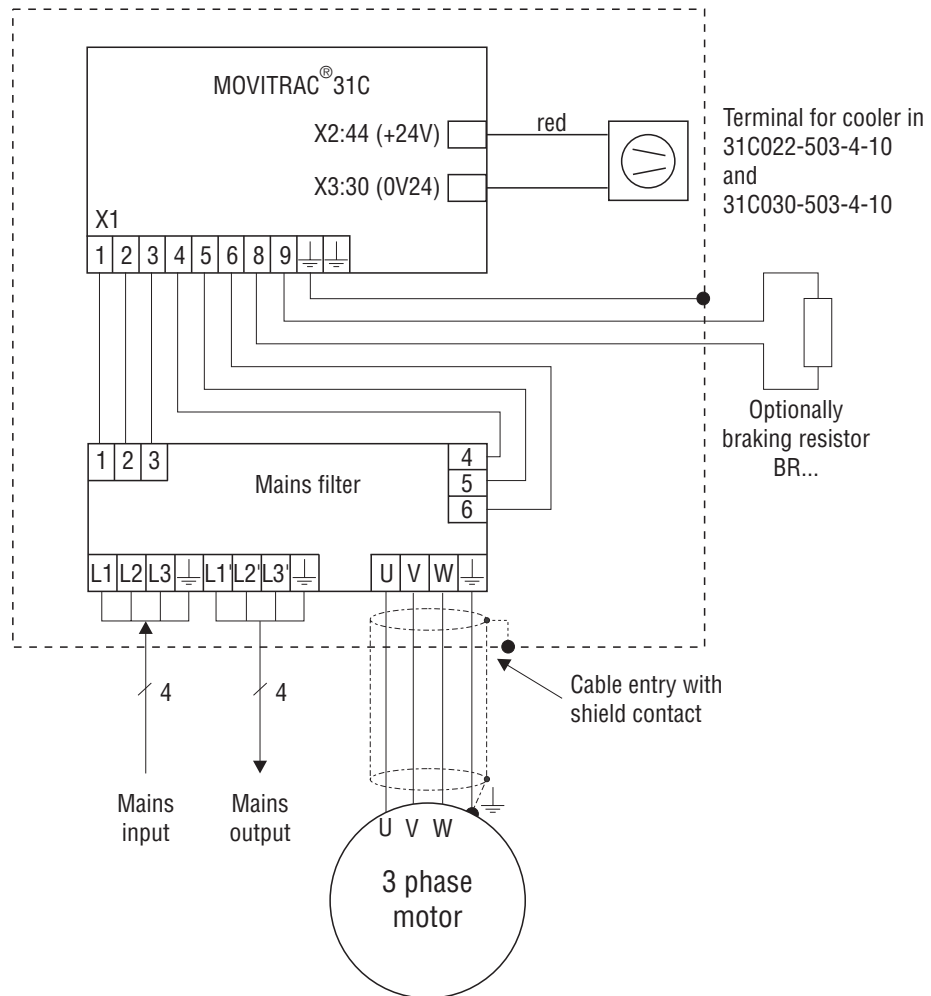 MOVITRAC® 31C
X2:44 (+24V)
red
X3:30 (0V24)
Terminal for cooler in
31C022-503-4-10
and
31C030-503-4-10
X1
1 2 3 4 5 6 8 9
Optionally
braking resistor
BR...
1 2 3
Mains filter
4
5
6
L1 L2 L3 L1' L2' L3' U V W
4
4
Cable entry with
shield contact
Mains
input
Mains
output
U V W
3 phase
motor